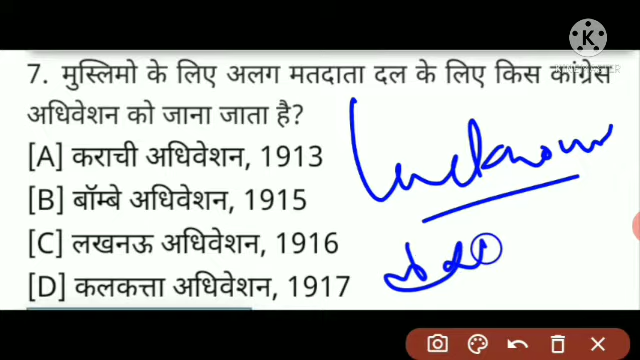 KINEMASTER
7. मुस्लिमो के लिए अलग मतदाता दल के लिए किस कांग्रेस
अधिवेशन को जाना जाता है?
[A] कराची अधिवेशन, 1913
[B] बॉम्बे अधिवेशन, 1915
[C] लखनऊ अधिवेशन, 1916
[D] कलकत्ता अधिवेशन, 1917
Lucknow